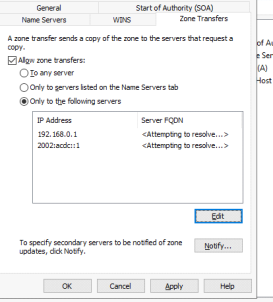 General
Start of Authority (SOA)
Name Servers
WINS
Zone Transfers
A zone transfer sends a copy of the zone to the servers that request a
copy.
Allow zone transfers:
To any server
Only to servers listed on the Name Servers tab
Only to the following servers
IP Address
Server FQDN
192.168.0.1
<Attempting to resolve...>
2002:acdc::1
<Attempting to resolve...>
Edit
To specify secondary servers to be notified of zone
updates, click Notify.
Notify...
OK
Cancel
Apply
Help
of Au
e Ser
(A)
Host